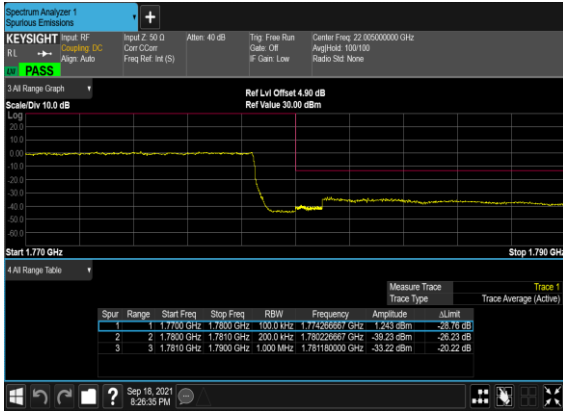 Spectrum Analyzer 1
Spurious Emissions
+
KEYSIGHT Input: RF Input Z: 50 Ω Atten: 40 dB Trig: Free Run Center Freq: 22.005000000 GHz
RL Coupling: DC Corr CCorr Gate: Off Avg|Hold: 100/100
Align: Auto Freq Ref: Int (S) IF Gain: Low Radio Std: None
PASS
3 All Range Graph
Ref Lvl Offset 4.90 dB
Scale/Div 10.0 dB Ref Value 30.00 dBm
Log
20.0
10.0
0.00
-10.0
-20.0
-30.0
-40.0
-50.0
-60.0
Start 1.770 GHz Stop 1.790 GHz
4 All Range Table
Measure Trace Trace 1
Trace Type Trace Average (Active)
Spur Range Start Freq Stop Freq RBW Frequency Amplitude ΔLimit
1 1 1.7700 GHz 1.7800 GHz 100.0 kHz 1.774266667 GHz 1.243 dBm -28.76 dB
2 2 1.7800 GHz 1.7810 GHz 200.0 kHz 1.780226667 GHz -39.23 dBm -26.23 dB
3 3 1.7810 GHz 1.7900 GHz 1.000 MHz 1.781180000 GHz -33.22 dBm -20.22 dB
? Sep 18, 2021
8:26:35 PM